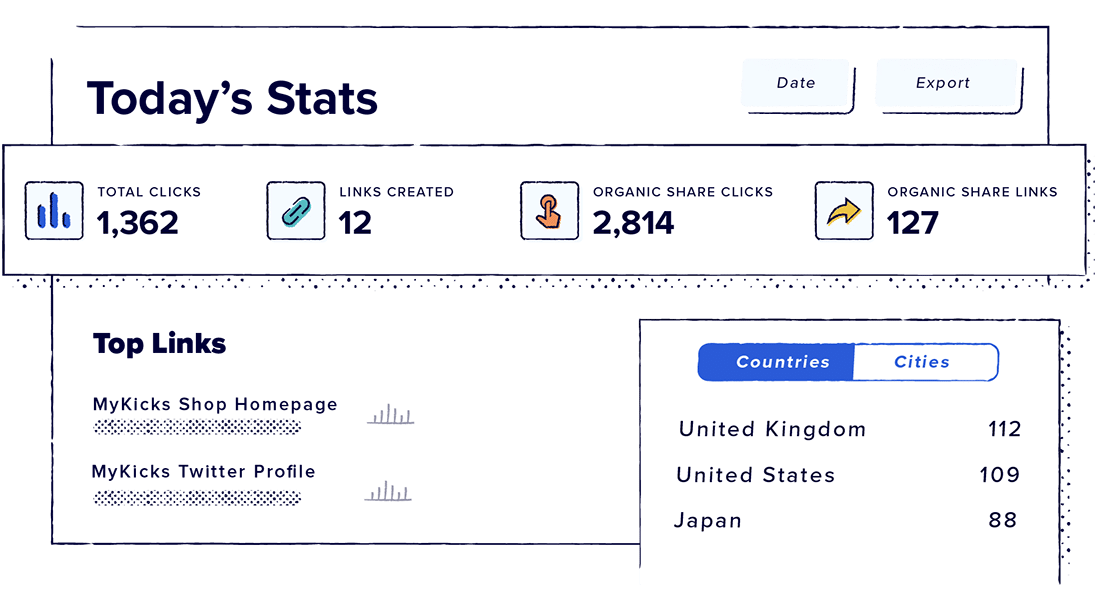 Today’s Stats
Date
Export
TOTAL CLICKS
1,362
LINKS CREATED
12
ORGANIC SHARE CLICKS
2,814
ORGANIC SHARE LINKS
127
Top Links
MyKicks Shop Homepage
MyKicks Twitter Profile
Countries Cities
United Kingdom 112
United States 109
Japan 88